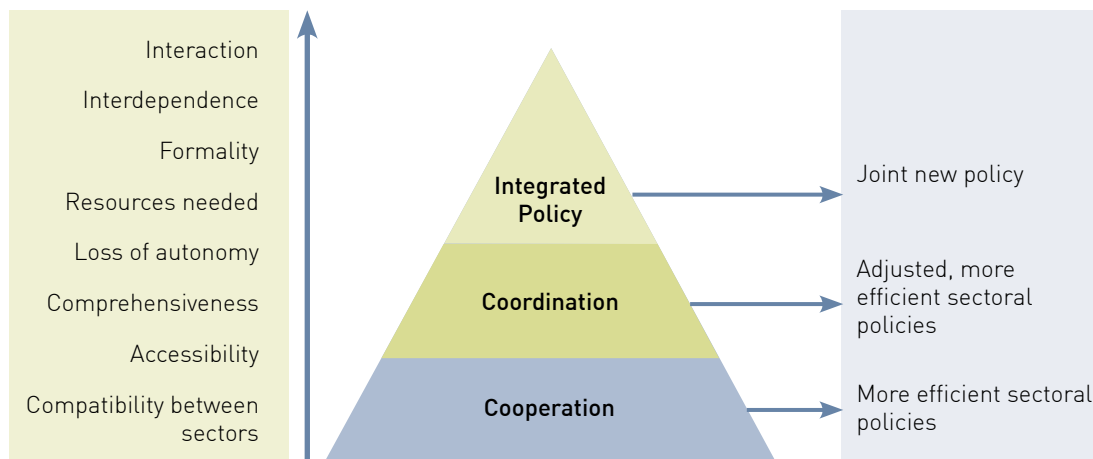 Interaction
Interdependence
Formality
Resources needed
Loss of autonomy
Comprehensiveness
Accessibility
Compatibility between
sectors
Integrated
Policy
Coordination
Cooperation
Joint new policy
Adjusted, more
efficient sectoral
policies
More efficient sectoral
policies